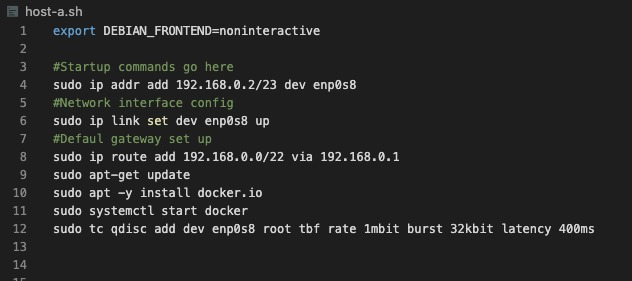 host-a.sh
1 export DEBIAN_FRONTEND=noninteractive
2
3 #Startup commands go here
4 sudo ip addr add 192.168.0.2/23 dev enp0s8
5 #Network interface config
6 sudo ip link set dev enp0s8 up
7 #Defaul gateway set up
8 sudo ip route add 192.168.0.0/22 via 192.168.0.1
9 sudo apt-get update
10 sudo apt -y install docker.io
11 sudo systemctl start docker
12 sudo tc qdisc add dev enp0s8 root tbf rate 1mbit burst 32kbit latency 400ms
13
14